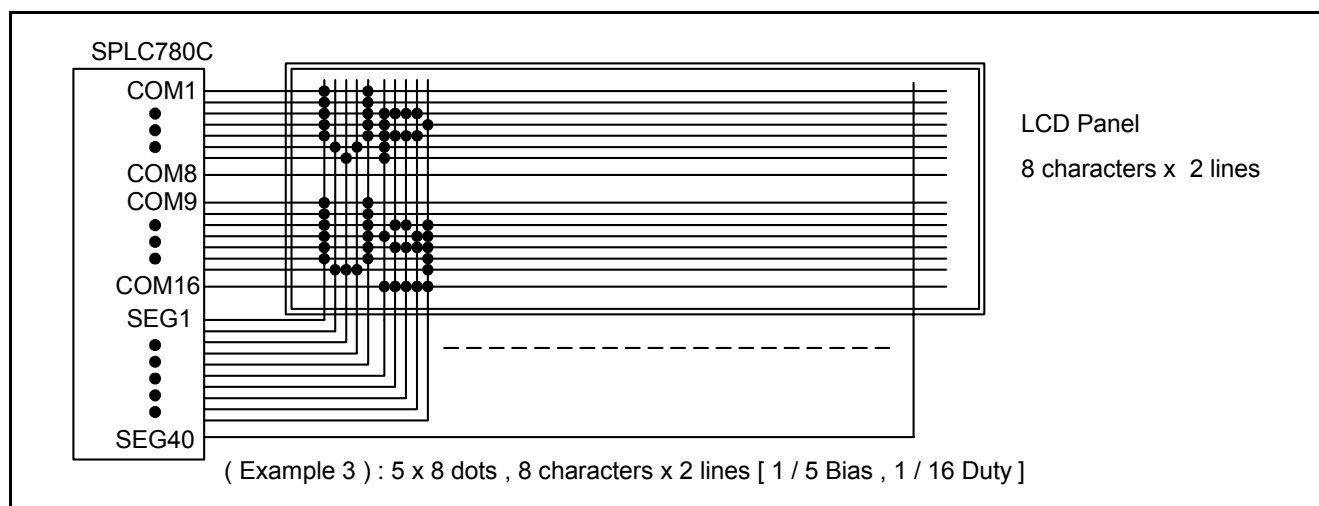 SPLC780C
COM1
COM8
COM9
COM16
SEG1
SEG40
LCD Panel
8 characters x 2 lines
( Example 3 ) : 5 x 8 dots , 8 characters x 2 lines [ 1 / 5 Bias , 1 / 16 Duty ]